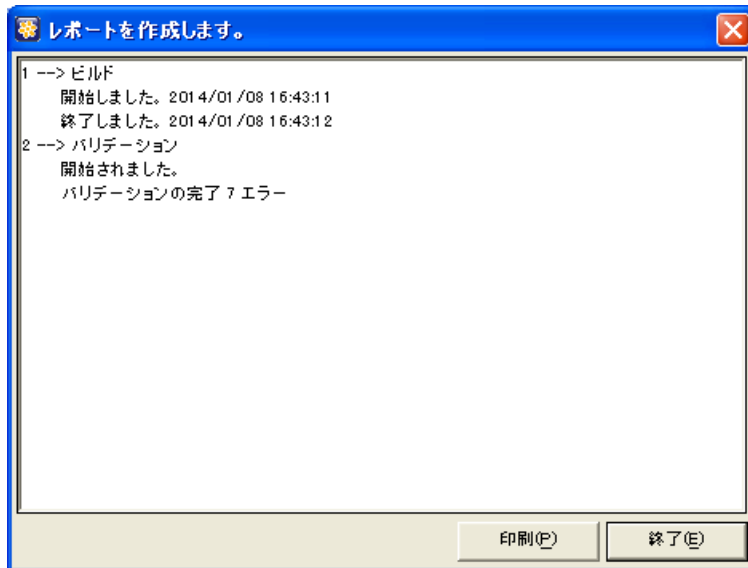 レポートを作成します。
1 --> ビルド
開始しました。2014/01/08 16:43:11
終了しました。2014/01/08 16:43:12
2 --> バリデーション
開始されました。
バリデーションの完了 7 エラー
印刷(P)
終了(E)